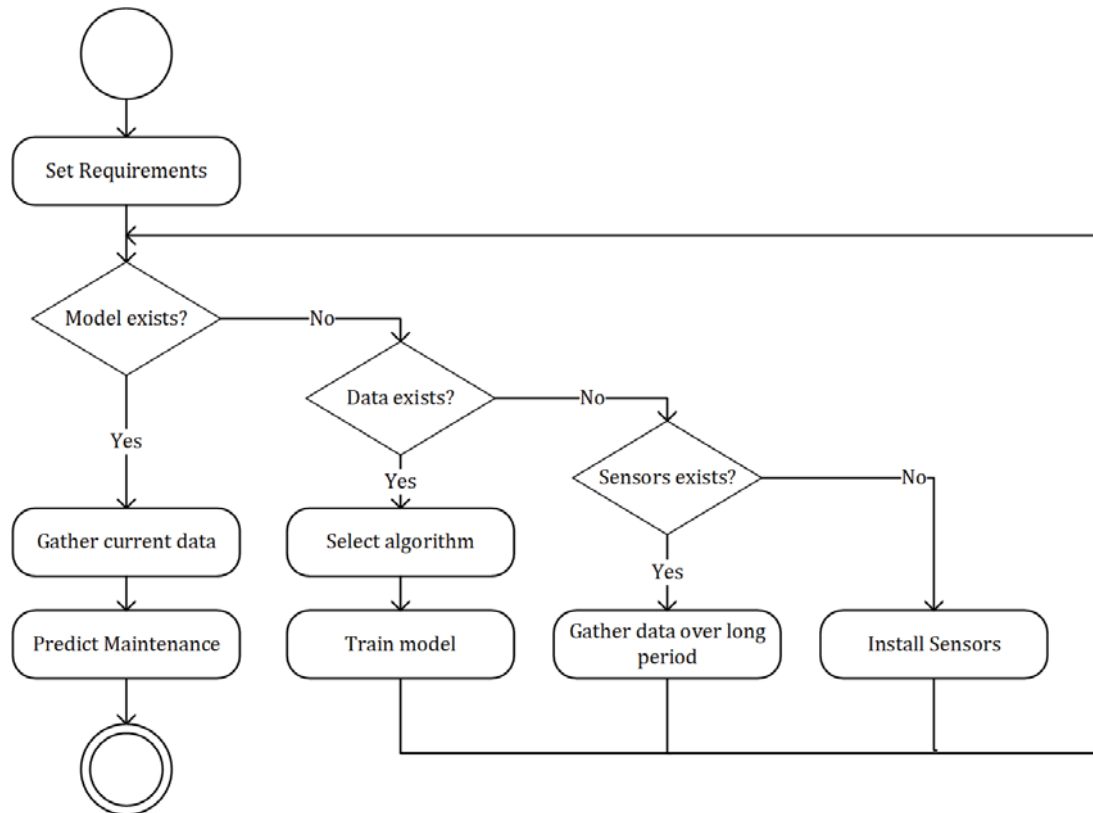 Set Requirements
Model exists?
No
Data exists?
No
Yes
Sensors exists?
No
Yes
Gather current data
Select algorithm
Yes
Predict Maintenance
Train model
Gather data over long
period
Install Sensors